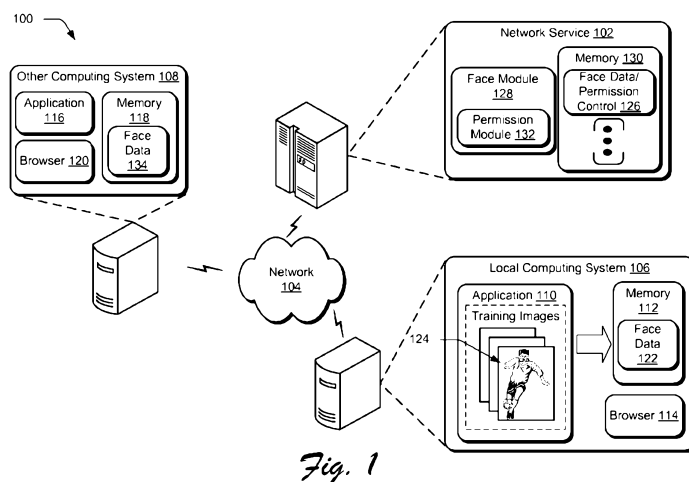 100
Other Computing System 108
Application
116
Memory
118
Face
Data
134
Browser 120
Network Service 102
Face Module
128
Permission
Module 132
Memory 130
Face Data/
Permission
Control 126
Network
104
Local Computing System 106
Application 110
Training Images
124
Memory
112
Face
Data
122
Browser 114
Fig. 1